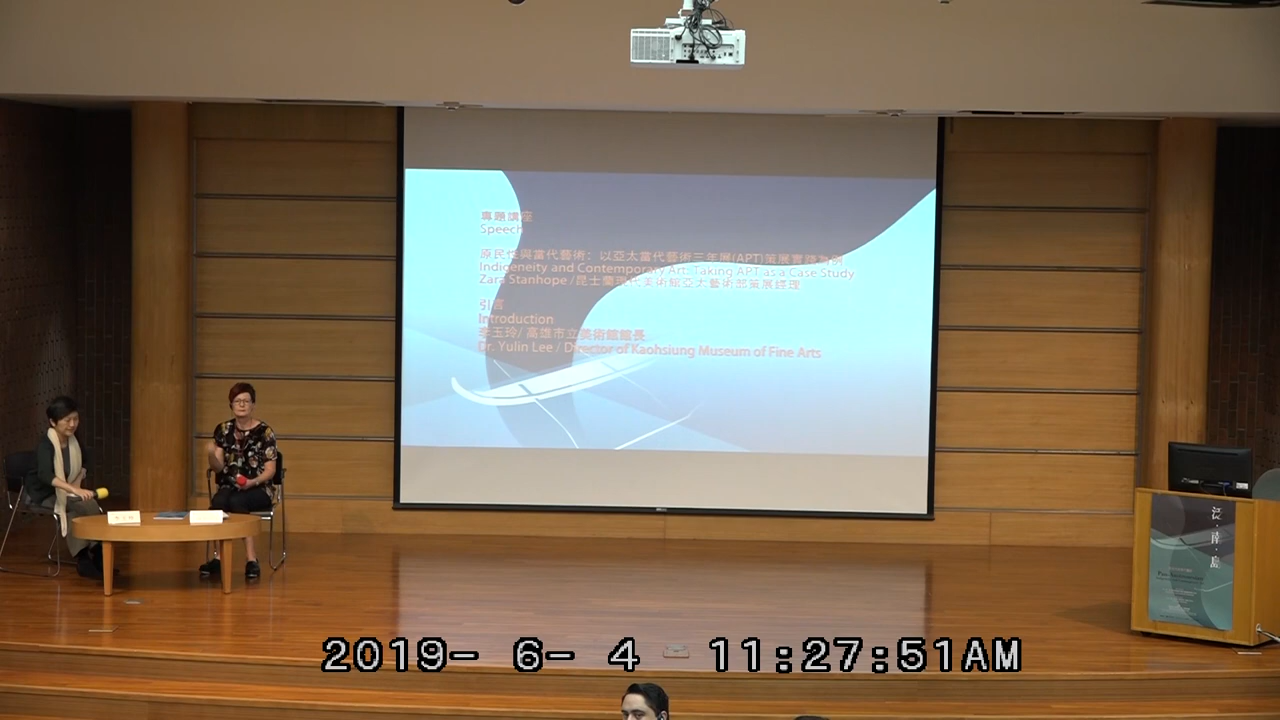 專題講座
Speech
原民性與當代藝術：以亞太當代藝術三年展(APT)策展實踐為例
Indigeneity and Contemporary Art: Taking APT as a Case Study
Zara Stanhope /昆士蘭現代美術館亞太藝術部策展經理
引言
Introduction
李玉玲/ 高雄市立美術館館長
Dr. Yulin Lee / Director of Kaohsiung Museum of Fine Arts
泛·南·島
2019- 6- 4 11:27:51AM